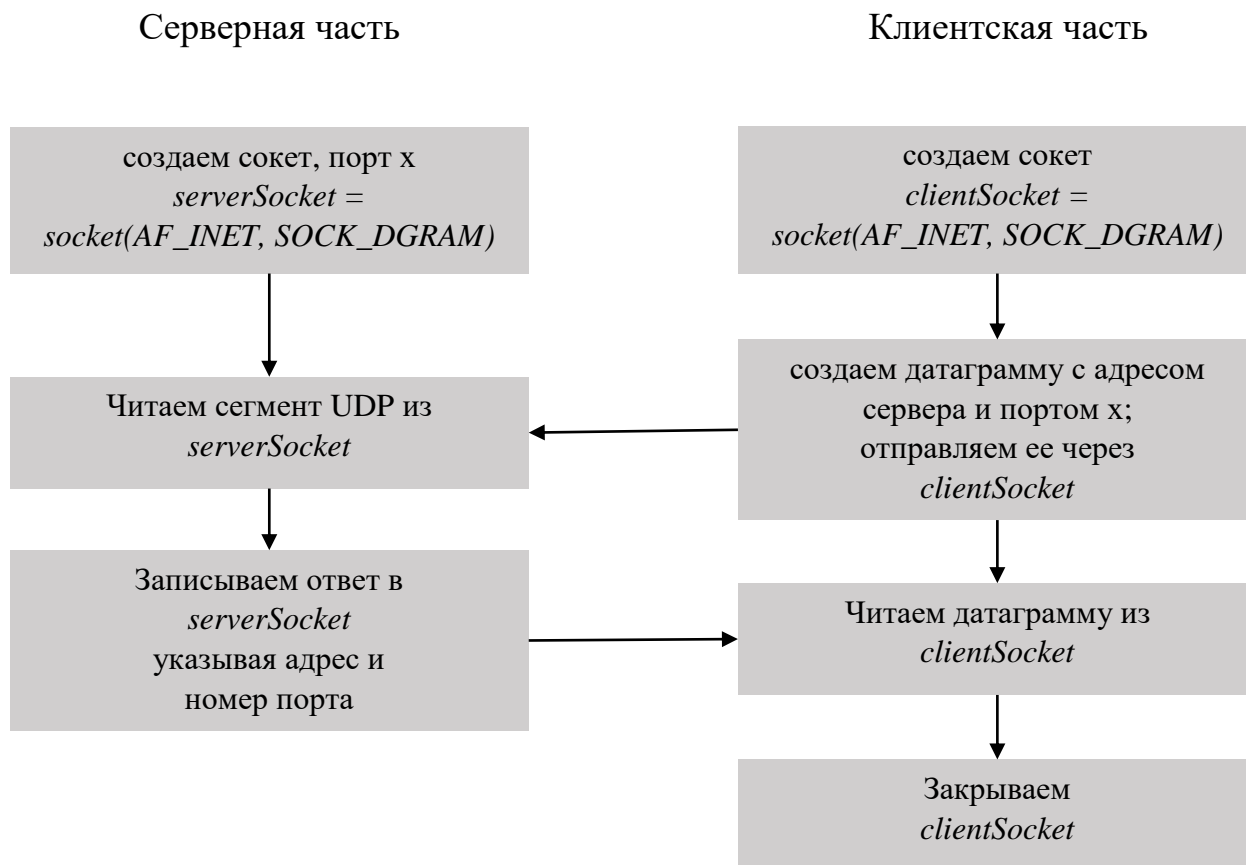 Серверная часть
Клиентская часть
создаем сокет, порт x
serverSocket =
socket(AF_INET, SOCK_DGRAM)
создаем сокет
clientSocket =
socket(AF_INET, SOCK_DGRAM)
Читаем сегмент UDP из
serverSocket
создаем датаграмму с адресом
сервера и портом x;
отправляем ее через
clientSocket
Записываем ответ в
serverSocket
указывая адрес и
номер порта
Читаем датаграмму из
clientSocket
Закрываем
clientSocket